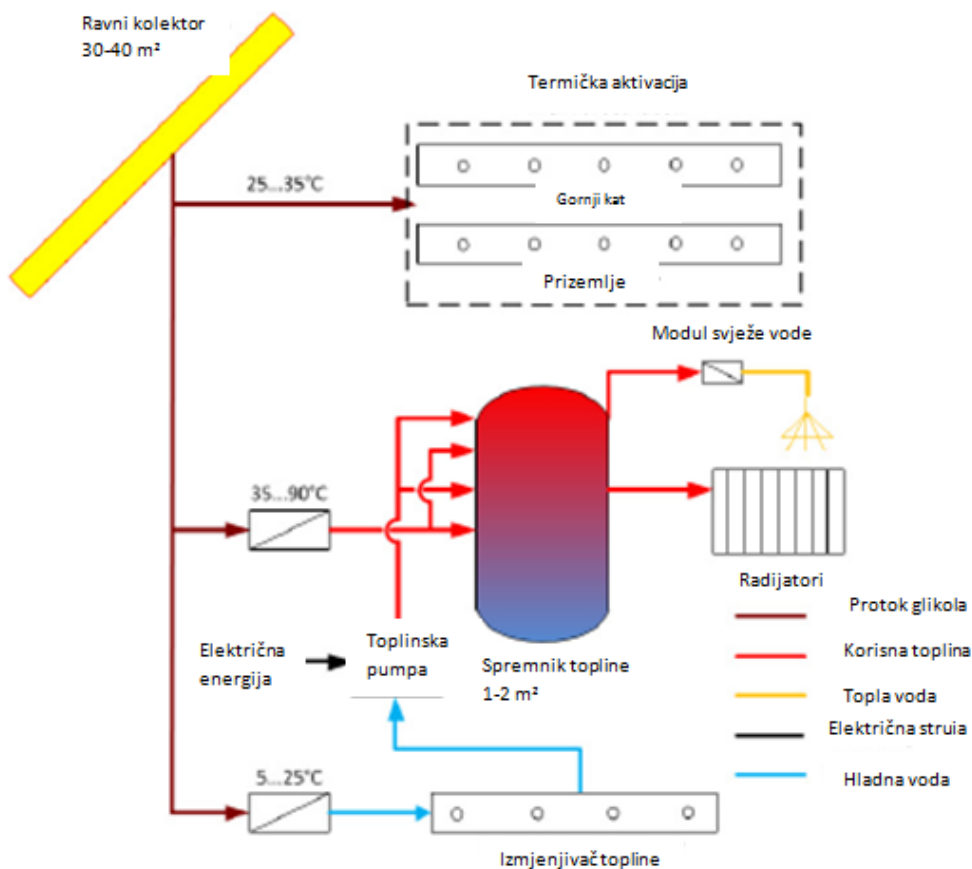 Ravni kolektor
30-40 m²
Termička aktivacija
25...35°C
Gornji kat
Prizemlje
Modul svježe vode
35...90°C
Radijatori
Protok glikola
Električna
energija
Toplinska
pumpa
Spremnik topline
1-2 m²
Korisna toplina
Topla voda
Električna struia
Hladna voda
5...25°C
Izmjenjivač topline